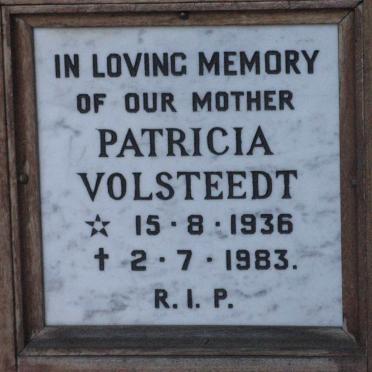 IN LOVING MEMORY
OF OUR MOTHER
PATRICIA
VOLSTEEDT
☆ 15·8·1936
✝ 2·7·1983.
R.I.P.